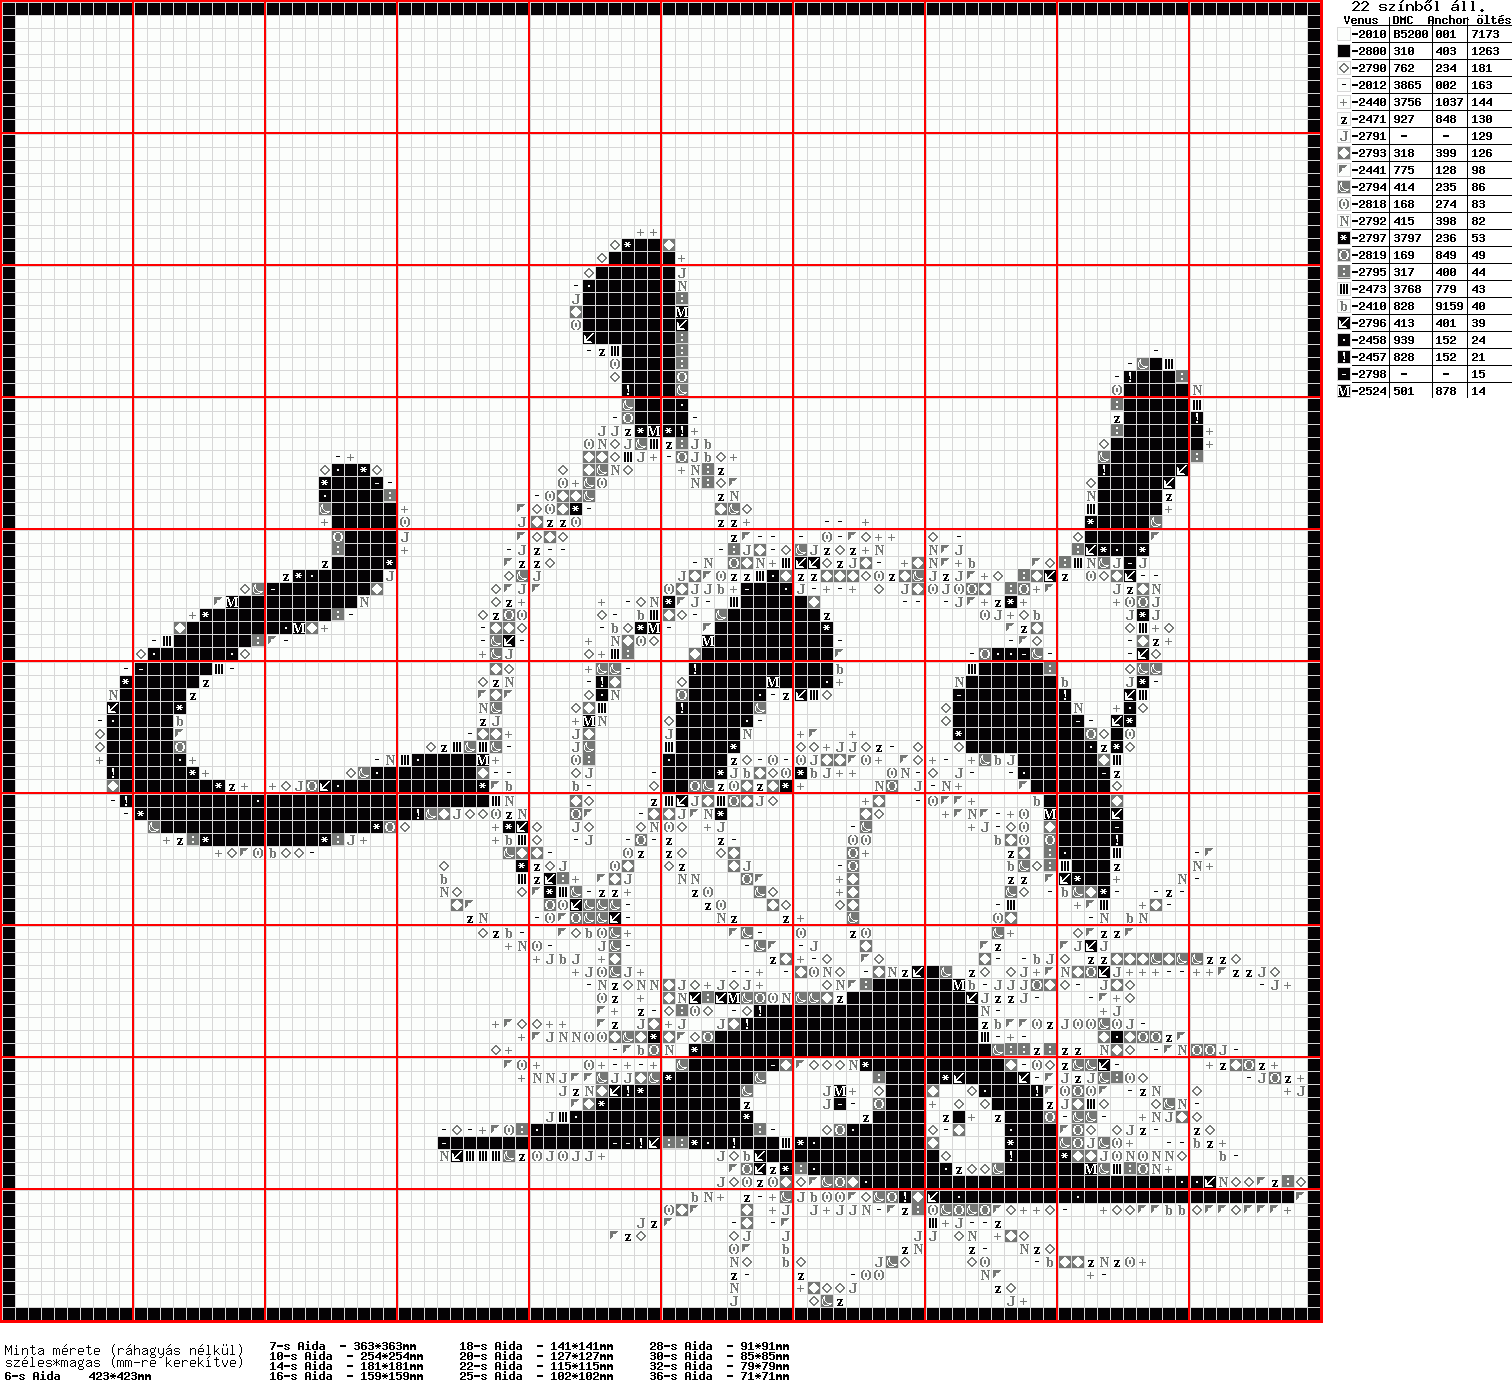 22 színből áll.
Venus DMC Anchor öltés
-2010 B5200 001 7173
-2800 310 403 1263
-2790 762 234 181
-2012 3865 002 163
-2440 3756 1037 144
-2471 927 848 130
-2791 - - 129
-2793 318 399 126
-2441 775 128 98
-2794 414 235 86
-2818 168 274 83
-2792 415 398 82
-2797 3797 236 53
-2819 169 849 49
-2795 317 400 44
-2473 3768 779 43
-2410 828 9159 40
-2796 413 401 39
-2458 939 152 24
-2457 828 152 21
-2798 - - 15
-2524 501 878 14
Minta mérete (ráhagyás nélkül)
széles*magas (mm-re kerekítve)
6-s Aida 423*423mm
7-s Aida - 363*363mm
10-s Aida - 254*254mm
14-s Aida - 181*181mm
16-s Aida - 159*159mm
18-s Aida - 141*141mm
20-s Aida - 127*127mm
22-s Aida - 115*115mm
25-s Aida - 102*102mm
28-s Aida - 91*91mm
30-s Aida - 85*85mm
32-s Aida - 79*79mm
36-s Aida - 71*71mm